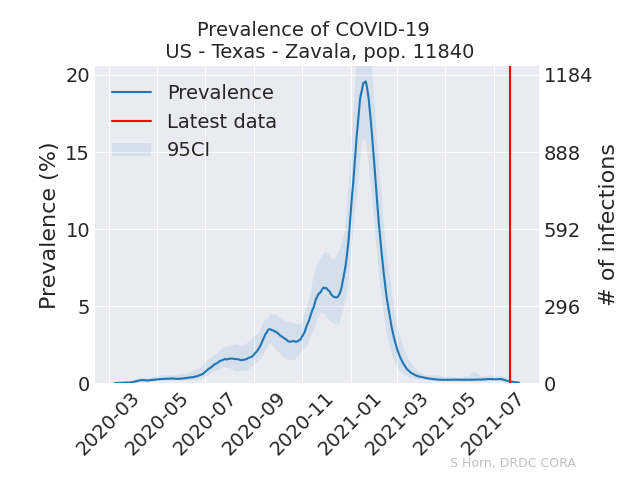 Prevalence of COVID-19
US - Texas - Zavala, pop. 11840
Prevalence
Latest data
95CI
Prevalence (%)
20
15
10
5
0
1184
888
592
296
0
# of infections
2020-03
2020-05
2020-07
2020-09
2020-11
2021-01
2021-03
2021-05
2021-07
S Horn, DRDC CORA